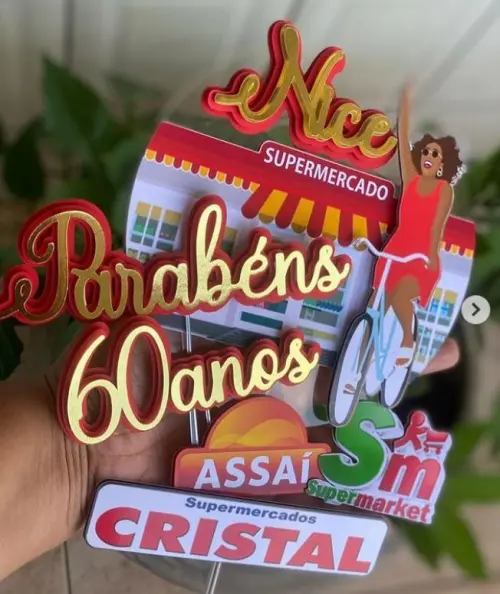 Nice
SUPERMERCADO
Parabéns
60anos
ASSAÍ
Sm
Supermarket
Supermercados
CRISTAL